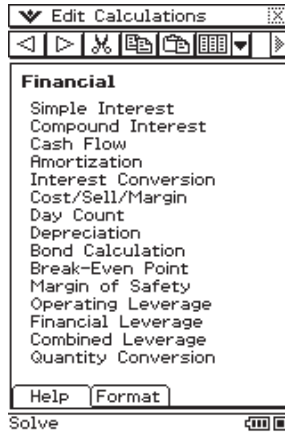 Edit Calculations
Financial
Simple Interest
Compound Interest
Cash Flow
Amortization
Interest Conversion
Cost/Sell/Margin
Day Count
Depreciation
Bond Calculation
Break-Even Point
Margin of Safety
Operating Leverage
Financial Leverage
Combined Leverage
Quantity Conversion
Help Format
Solve